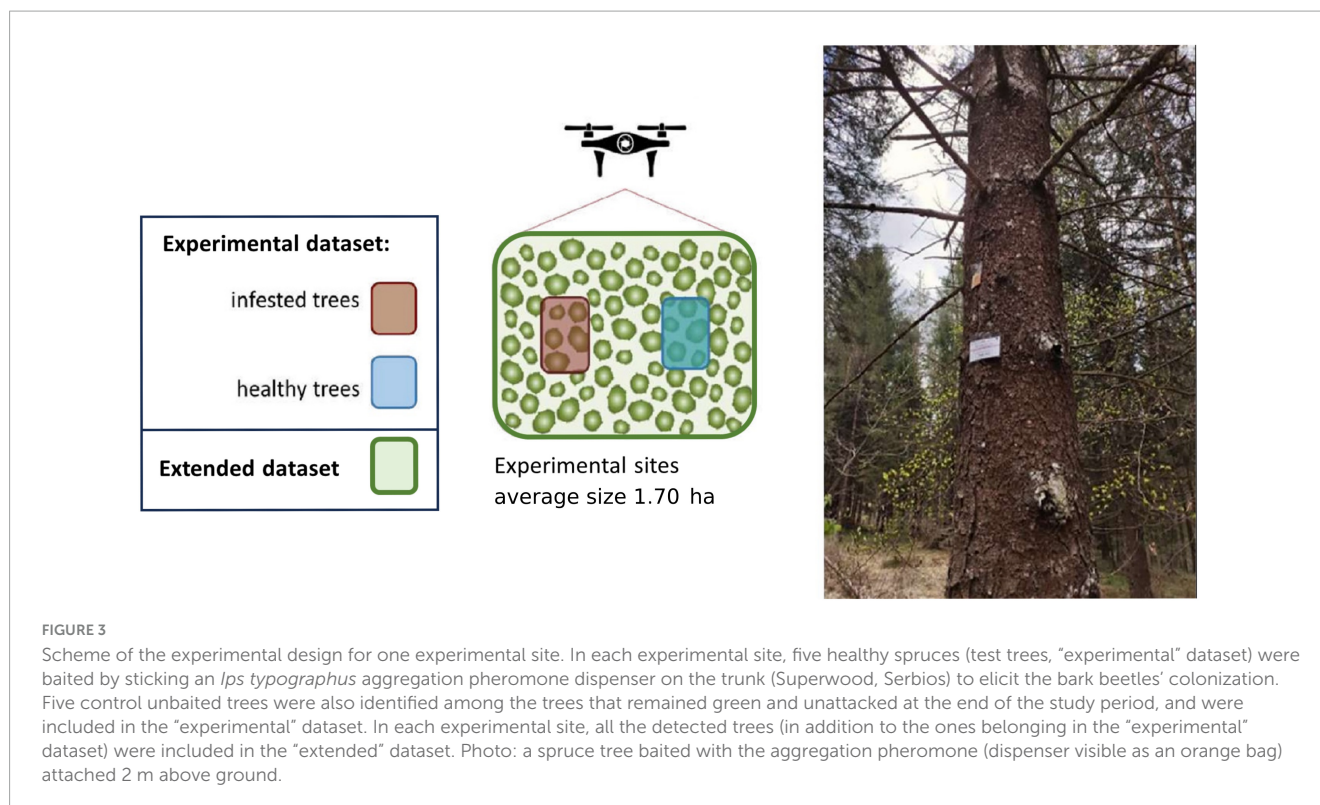 Experimental dataset:
infested trees
healthy trees
Extended dataset
Experimental sites
average size 1.70 ha
FIGURE 3
Scheme of the experimental design for one experimental site. In each experimental site, five healthy spruces (test trees, “experimental” dataset) were
baited by sticking an Ips typographus aggregation pheromone dispenser on the trunk (Superwood, Serbios) to elicit the bark beetles’ colonization.
Five control unbaited trees were also identified among the trees that remained green and unattacked at the end of the study period, and were
included in the “experimental” dataset. In each experimental site, all the detected trees (in addition to the ones belonging in the “experimental”
dataset) were included in the “extended” dataset. Photo: a spruce tree baited with the aggregation pheromone (dispenser visible as an orange bag)
attached 2 m above ground.